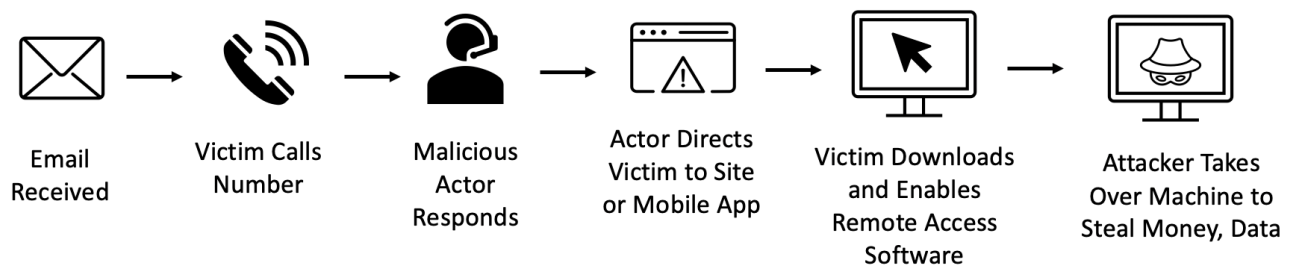 Email
Received
Victim Calls
Number
Malicious
Actor
Responds
Actor Directs
Victim to Site
or Mobile App
Victim Downloads
and Enables
Remote Access
Software
Attacker Takes
Over Machine to
Steal Money, Data